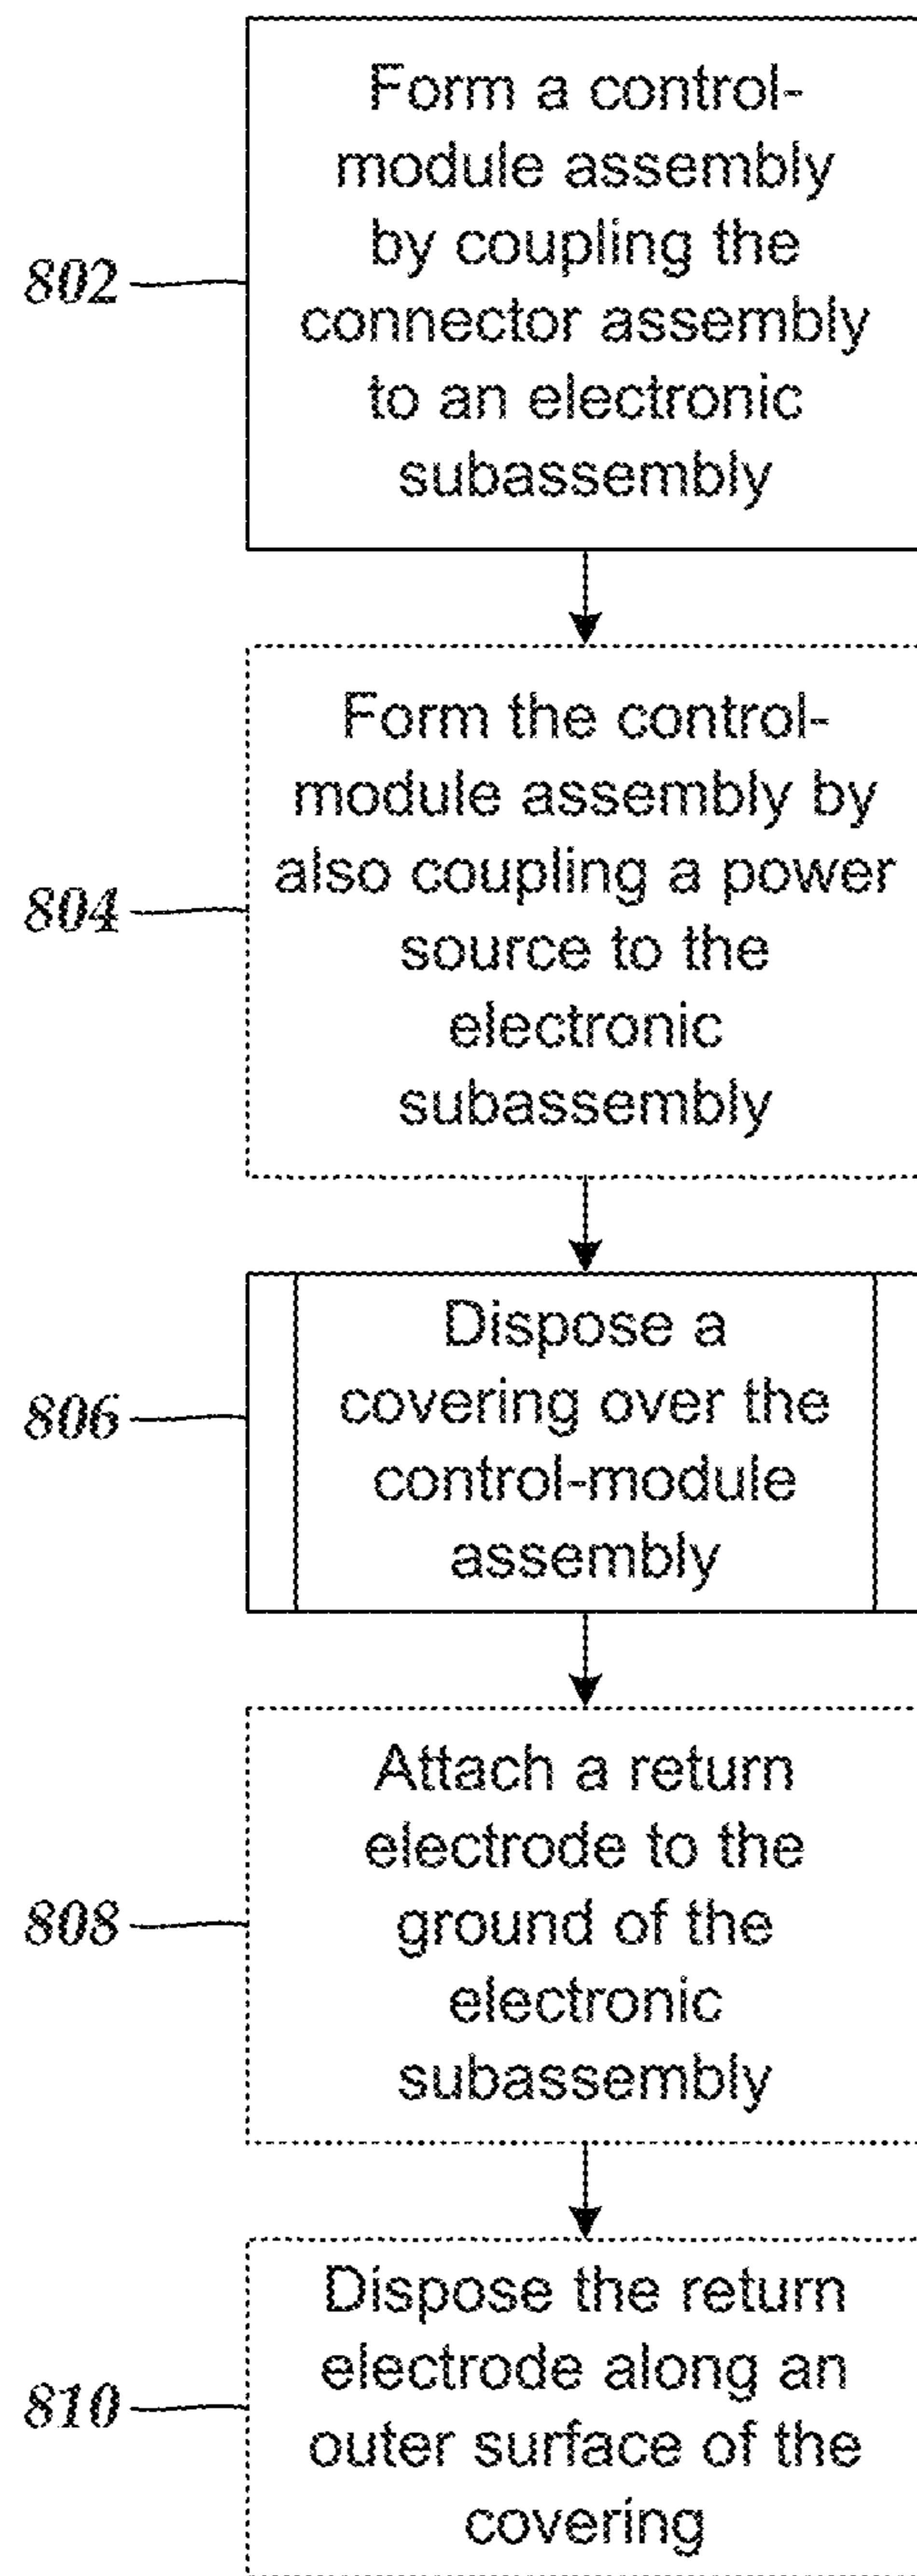 Form a control-
module assembly
by coupling the
connector assembly
to an electronic
subassembly
802
Form the control-
module assembly by
also coupling a power
source to the
electronic
subassembly
804
Dispose a
covering over the
control-module
assembly
806
Attach a return
electrode to the
ground of the
electronic
subassembly
808
Dispose the return
electrode along an
outer surface of the
covering
810